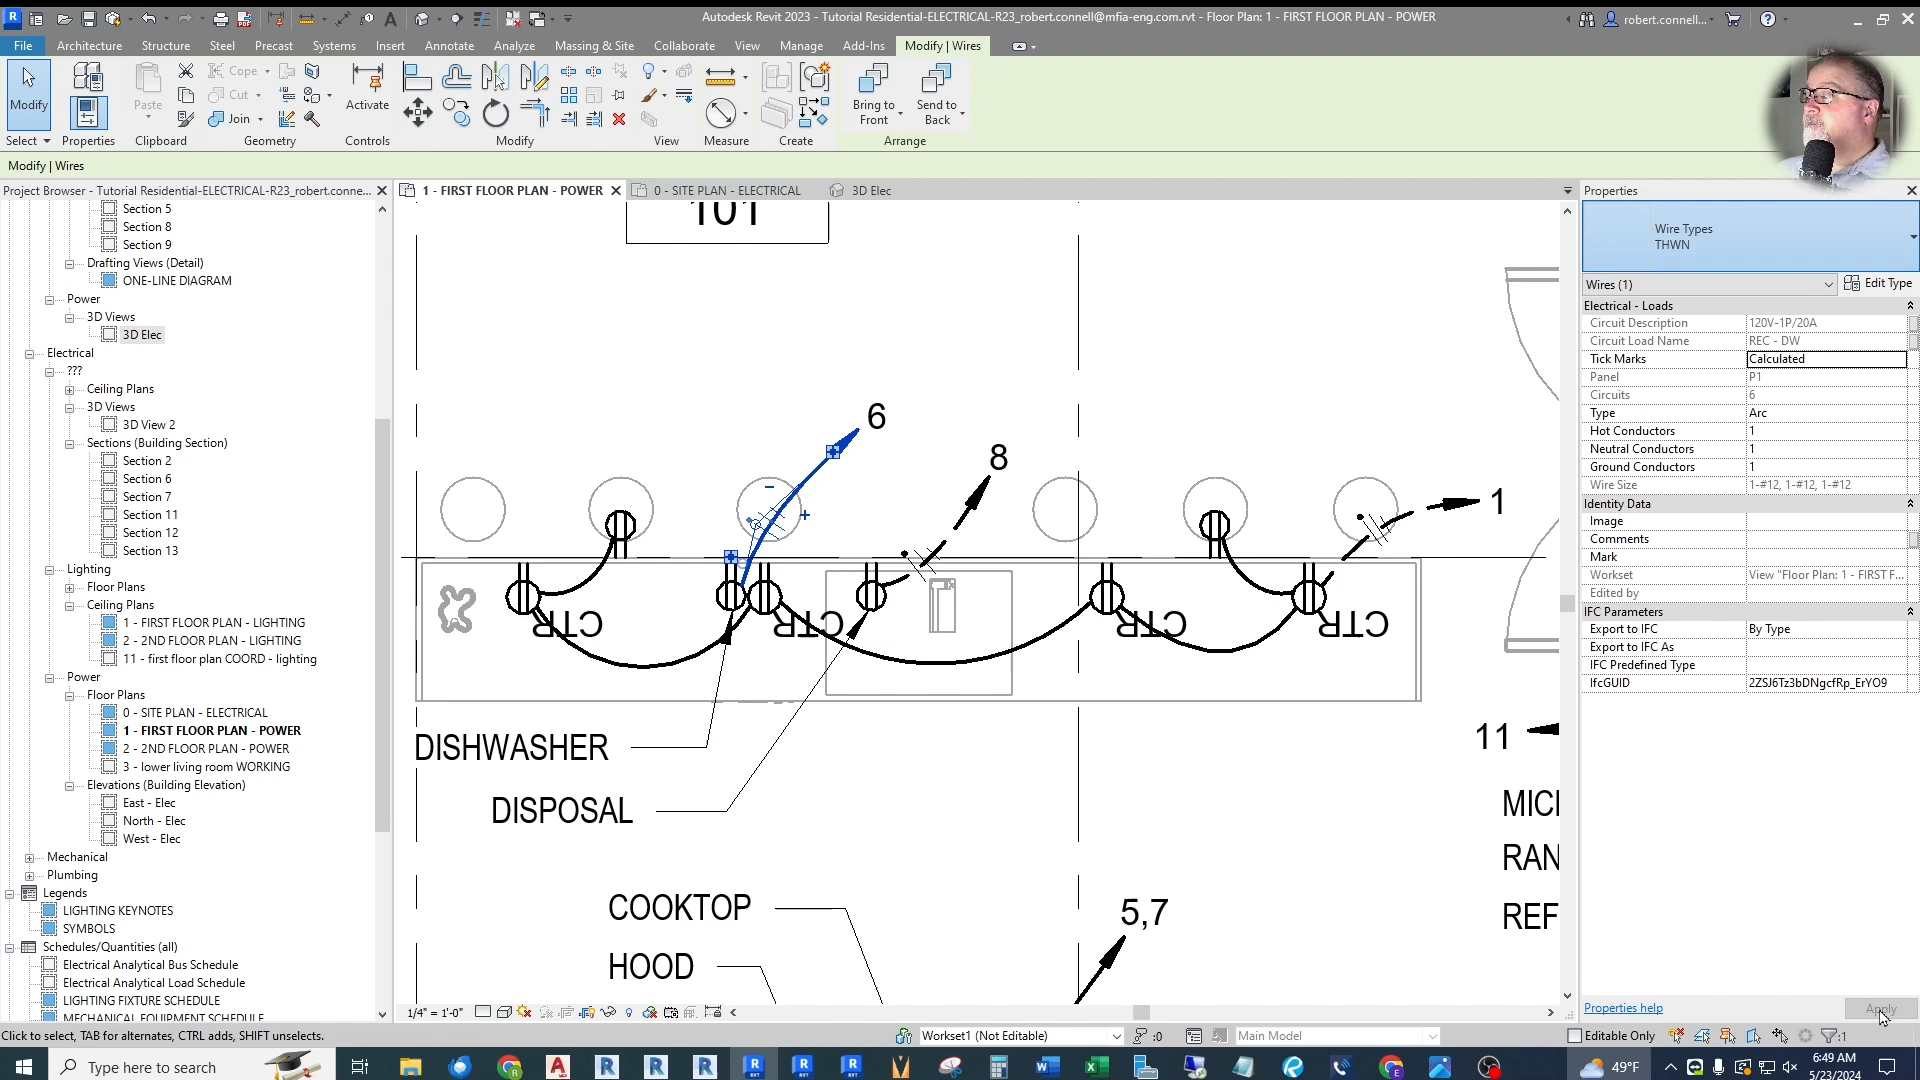 Autodesk Revit 2023 - Tutorial Residential-ELECTRICAL-R23_robert.connell@mfia-eng.com.rvt - Floor Plan: 1 - FIRST FLOOR PLAN - POWER
robert.connell...
File Architecture Structure Steel Precast Systems Insert Annotate Analyze Massing & Site Collaborate View Manage Add-Ins Modify | Wires
Modify
Paste
Cope
Cut
Join
Activate
Bring to Front
Send to Back
Select Properties Clipboard Geometry Controls Modify View Measure Create Arrange
Modify | Wires
Project Browser - Tutorial Residential-ELECTRICAL-R23_robert.conne...
Section 5
Section 8
Section 9
Drafting Views (Detail)
ONE-LINE DIAGRAM
Power
3D Views
3D Elec
Electrical
???
Ceiling Plans
3D Views
3D View 2
Sections (Building Section)
Section 2
Section 6
Section 7
Section 11
Section 12
Section 13
Lighting
Floor Plans
Ceiling Plans
1 - FIRST FLOOR PLAN - LIGHTING
2 - 2ND FLOOR PLAN - LIGHTING
11 - first floor plan COORD - lighting
Power
Floor Plans
0 - SITE PLAN - ELECTRICAL
1 - FIRST FLOOR PLAN - POWER
2 - 2ND FLOOR PLAN - POWER
3 - lower living room WORKING
Elevations (Building Elevation)
East - Elec
North - Elec
West - Elec
Mechanical
Plumbing
Legends
LIGHTING KEYNOTES
SYMBOLS
Schedules/Quantities (all)
Electrical Analytical Bus Schedule
Electrical Analytical Load Schedule
LIGHTING FIXTURE SCHEDULE
MECHANICAL EQUIPMENT SCHEDULE
1 - FIRST FLOOR PLAN - POWER
0 - SITE PLAN - ELECTRICAL
3D Elec
101
6
8
1
CTR CTR CTR CTR
DISHWASHER
11
DISPOSAL
MIC
RAN
COOKTOP
5,7
REF
HOOD
1/4" = 1'-0"
Properties
Wire Types
THWN
Wires (1) Edit Type
Electrical - Loads
Circuit Description 120V-1P/20A
Circuit Load Name REC - DW
Tick Marks Calculated
Panel P1
Circuits 6
Type Arc
Hot Conductors 1
Neutral Conductors 1
Ground Conductors 1
Wire Size 1-#12, 1-#12, 1-#12
Identity Data
Image
Comments
Mark
Workset View "Floor Plan: 1 - FIRST F...
Edited by
IFC Parameters
Export to IFC By Type
Export to IFC As
IFC Predefined Type
IfcGUID 2ZSJ6Tz3bDNgcfRp_ErYO9
Properties help Apply
Click to select, TAB for alternates, CTRL adds, SHIFT unselects.
Workset1 (Not Editable)
:0
Main Model
Editable Only
:1
Type here to search
49°F
6:49 AM
5/23/2024